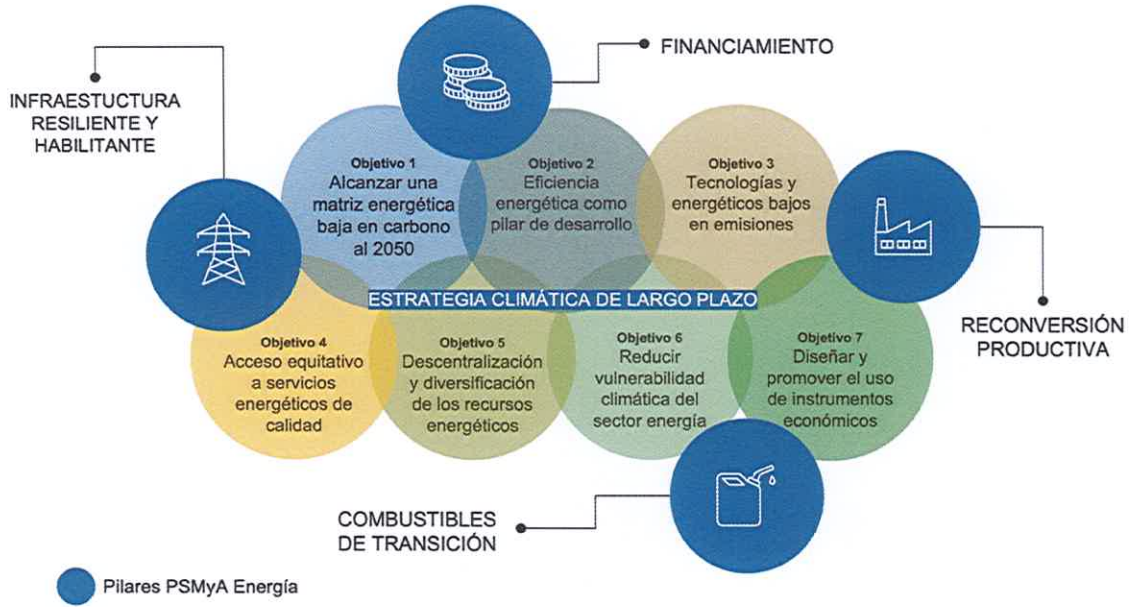 FINANCIAMIENTO
INFRAESTUCTURA
RESILIENTE Y
HABILITANTE
Objetivo 1
Alcanzar una
matriz energética
baja en carbono
al 2050
Objetivo 2
Eficiencia
energética como
pilar de desarrollo
Objetivo 3
Tecnologías y
energéticos bajos
en emisiones
ESTRATEGIA CLIMÁTICA DE LARGO PLAZO
RECONVERSIÓN
PRODUCTIVA
Objetivo 4
Acceso equitativo
a servicios
energéticos de
calidad
Objetivo 5
Descentralización
y diversificación
de los recursos
energéticos
Objetivo 6
Reducir
vulnerabilidad
climática del
sector energía
Objetivo 7
Diseñar y
promover el uso
de instrumentos
económicos
COMBUSTIBLES
DE TRANSICIÓN
Pilares PSMyA Energía